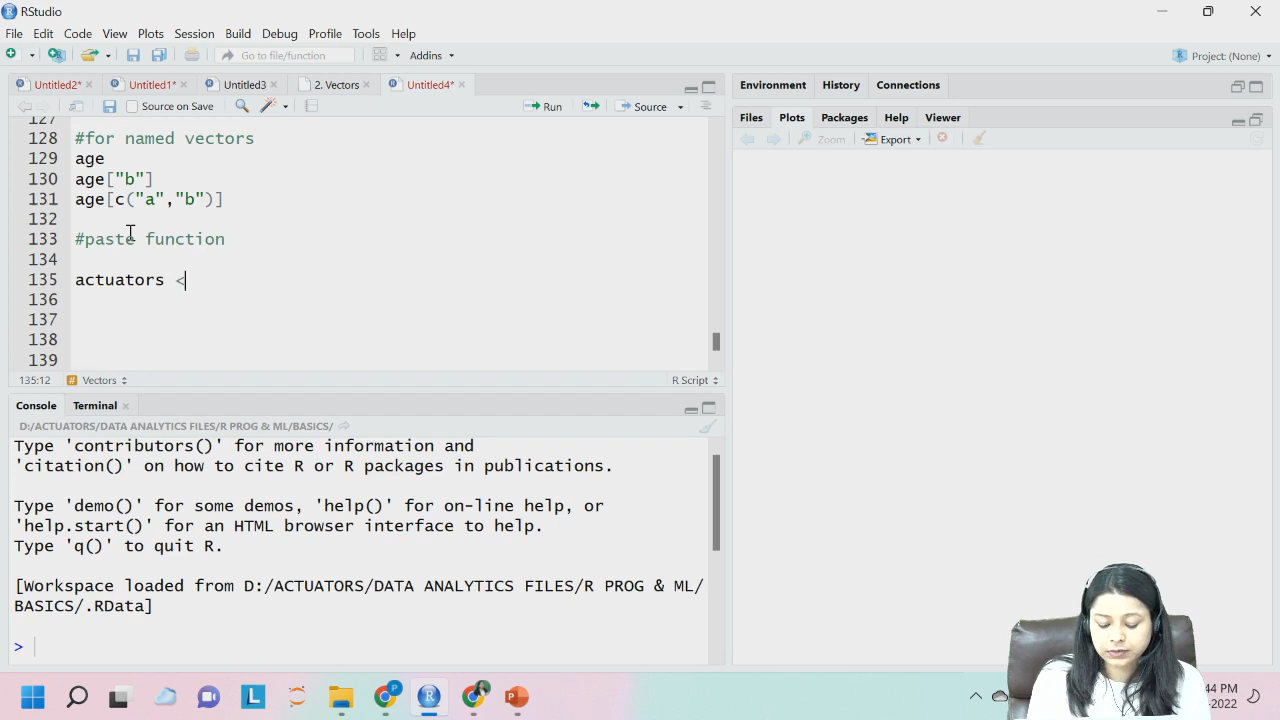 RStudio
File Edit Code View Plots Session Build Debug Profile Tools Help
Go to file/function Addins Project: (None)
Untitled2* Untitled1* Untitled3 2. Vectors Untitled4*
Source on Save Run Source
127
128 #for named vectors
129 age
130 age["b"]
131 age[c("a","b")]
132
133 #paste function
134
135 actuators <
136
137
138
139
135:12 Vectors R Script
Console Terminal
D:/ACTUATORS/DATA ANALYTICS FILES/R PROG & ML/BASICS/
Type 'contributors()' for more information and
'citation()' on how to cite R or R packages in publications.
Type 'demo()' for some demos, 'help()' for on-line help, or
'help.start()' for an HTML browser interface to help.
Type 'q()' to quit R.
[Workspace loaded from D:/ACTUATORS/DATA ANALYTICS FILES/R PROG & ML/
BASICS/.RData]
>
Environment History Connections
Files Plots Packages Help Viewer
Zoom Export
:44 PM
-2022